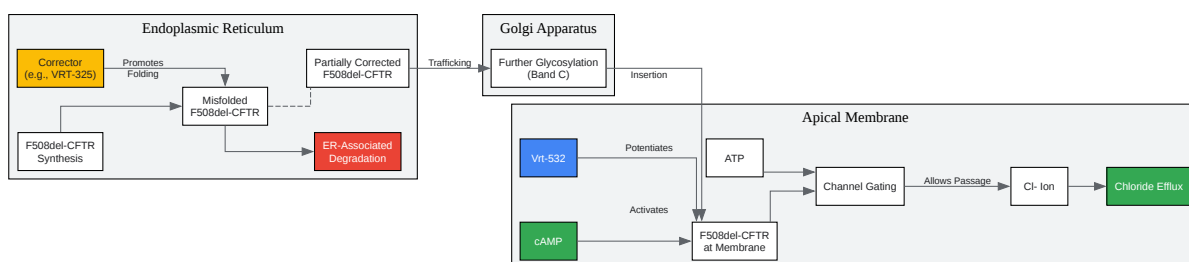 Endoplasmic Reticulum
Corrector
(e.g., VRT-325)
Promotes
Folding
Partially Corrected
F508del-CFTR
Misfolded
F508del-CFTR
F508del-CFTR
Synthesis
ER-Associated
Degradation
Trafficking
Golgi Apparatus
Further Glycosylation
(Band C)
Insertion
Apical Membrane
Vrt-532
Potentiates
ATP
Channel Gating
Allows Passage
Cl- Ion
Chloride Efflux
Activates
cAMP
F508del-CFTR
at Membrane